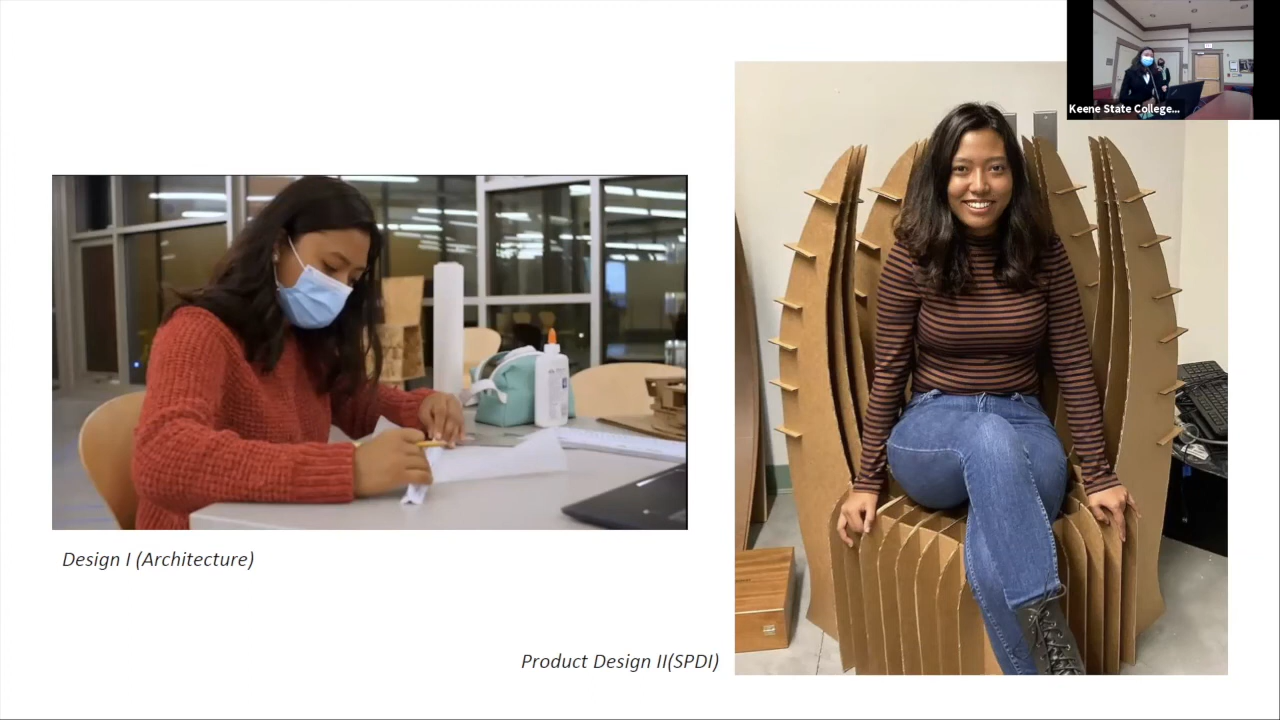 Keene State College...
Design I (Architecture)
Product Design II(SPDI)